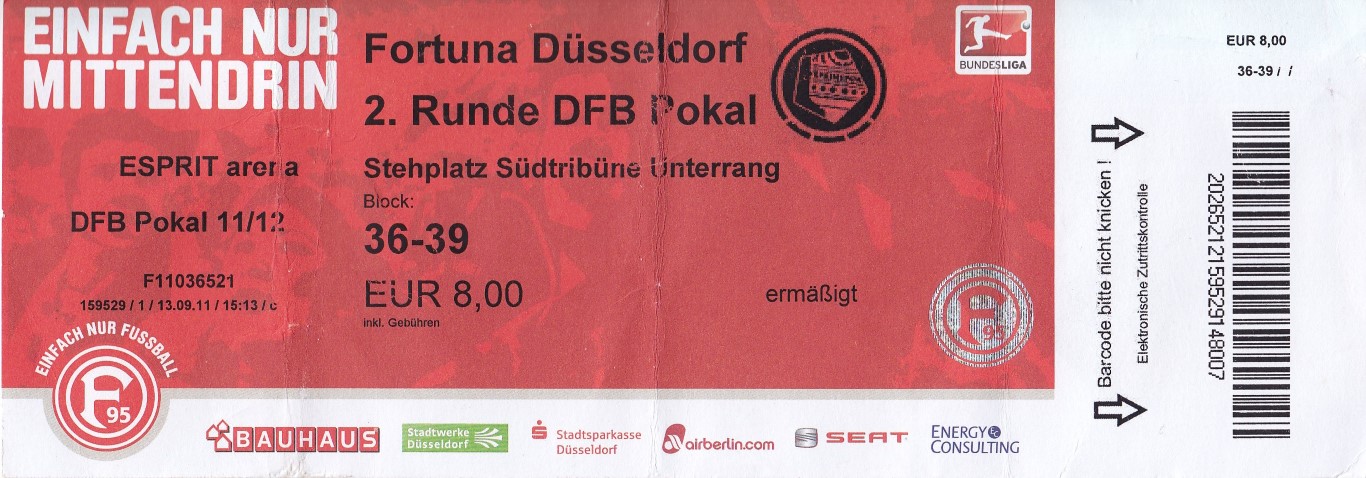 EINFACH NUR
MITTENDRIN
ESPRIT arena
DFB Pokal 11/12
F11036521
159529 / 1 / 13.09.11 / 15:13 / c
EINFACH NUR FUSSBALL
F 95
Fortuna Düsseldorf
2. Runde DFB Pokal
Stehplatz Südtribüne Unterrang
Block:
36-39
EUR 8,00
inkl. Gebühren
ermäßigt
F 95
BUNDESLIGA
BAUHAUS
Stadtwerke
Düsseldorf
Stadtsparkasse
Düsseldorf
airberlin.com
SEAT
ENERGY
CONSULTING
EUR 8,00
36-39 / /
Barcode bitte nicht knicken !
Elektronische Zutrittskontrolle
20265212159529148007